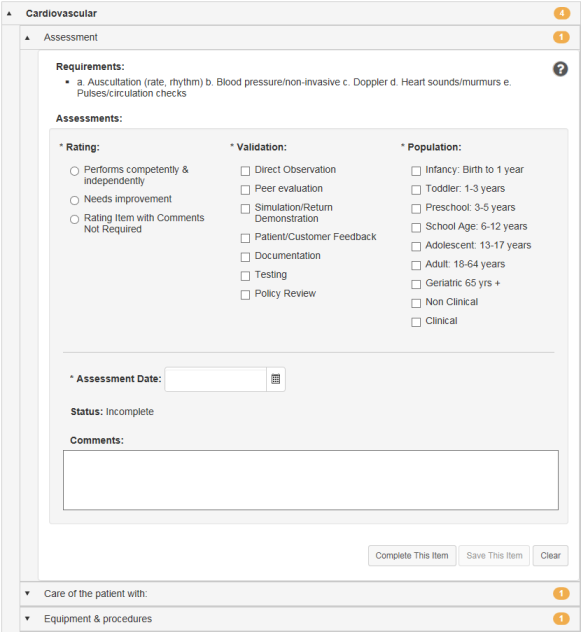 Cardiovascular 4
Assessment 1
Requirements:
a. Auscultation (rate, rhythm) b. Blood pressure/non-invasive c. Doppler d. Heart sounds/murmurs e.
Pulses/circulation checks
?
Assessments:
* Rating:
Performs competently &
independently
Needs improvement
Rating Item with Comments
Not Required
* Validation:
Direct Observation
Peer evaluation
Simulation/Return
Demonstration
Patient/Customer Feedback
Documentation
Testing
Policy Review
* Population:
Infancy: Birth to 1 year
Toddler: 1-3 years
Preschool: 3-5 years
School Age: 6-12 years
Adolescent: 13-17 years
Adult: 18-64 years
Geriatric 65 yrs +
Non Clinical
Clinical
* Assessment Date:
Status: Incomplete
Comments:
Complete This Item Save This Item Clear
Care of the patient with: 1
Equipment & procedures 1